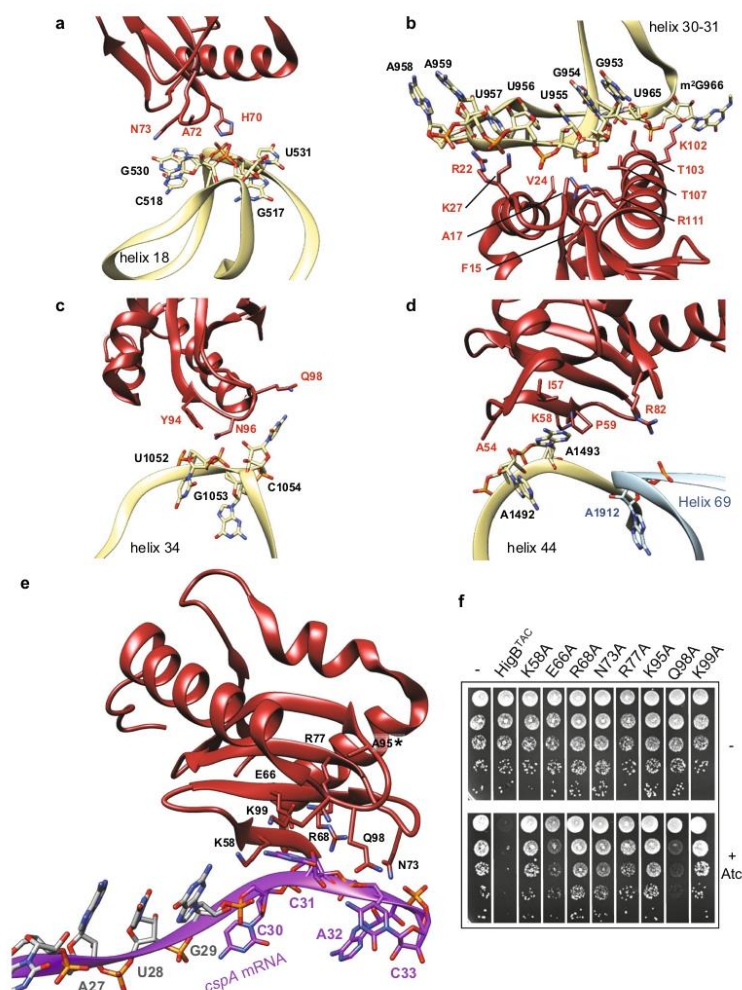 a
H70
N73
A72
G530
U531
C518
G517
helix 18
b
helix 30-31
A958
A959
U957
U956
U955
G954
G953
U965
m²G966
K102
T103
T107
R111
R22
K27
V24
A17
F15
c
Q98
Y94
N96
U1052
G1053
C1054
helix 34
d
I57
K58
P59
R82
A54
A1493
A1492
A1912
Helix 69
helix 44
e
R77
A95*
E66
K99
R68
Q98
K58
N73
C31
C30
A32
C33
G29
U28
A27
cspA mRNA
f
- HigBᵀᴬᶜ K58A E66A R68A N73A R77A K95A Q98A K99A
-
+
Atc